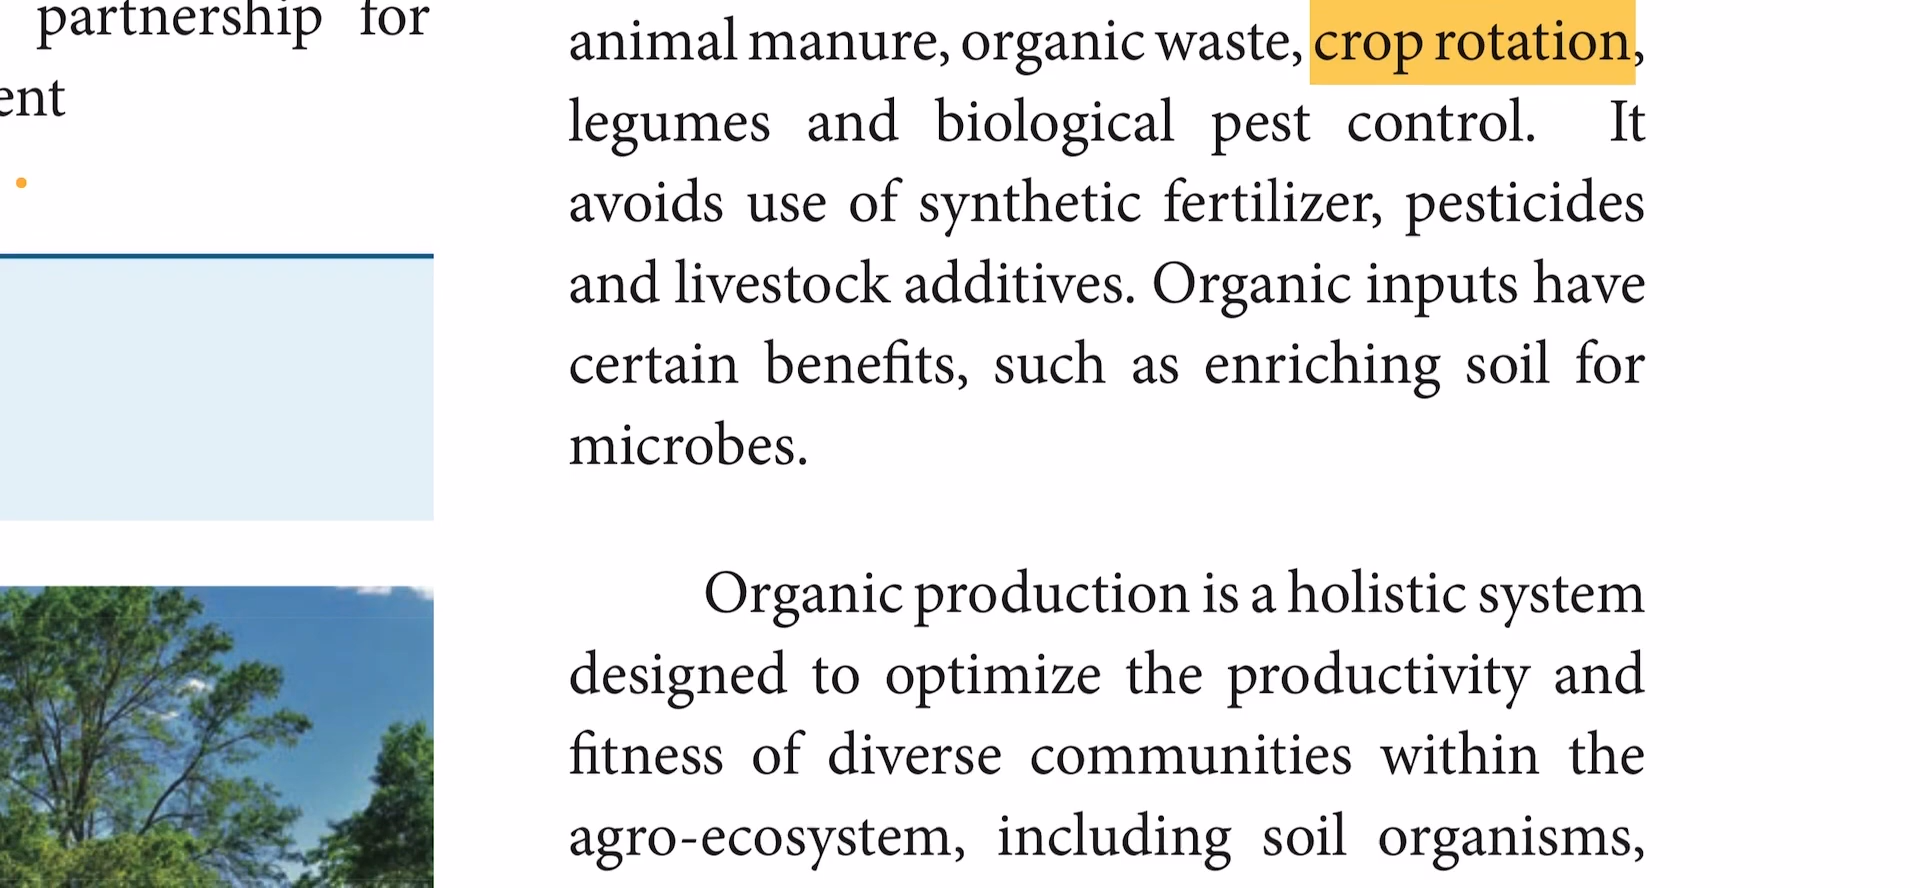 partnership for
ent
animal manure, organic waste, crop rotation,
legumes and biological pest control. It
avoids use of synthetic fertilizer, pesticides
and livestock additives. Organic inputs have
certain benefits, such as enriching soil for
microbes.
Organic production is a holistic system
designed to optimize the productivity and
fitness of diverse communities within the
agro-ecosystem, including soil organisms,